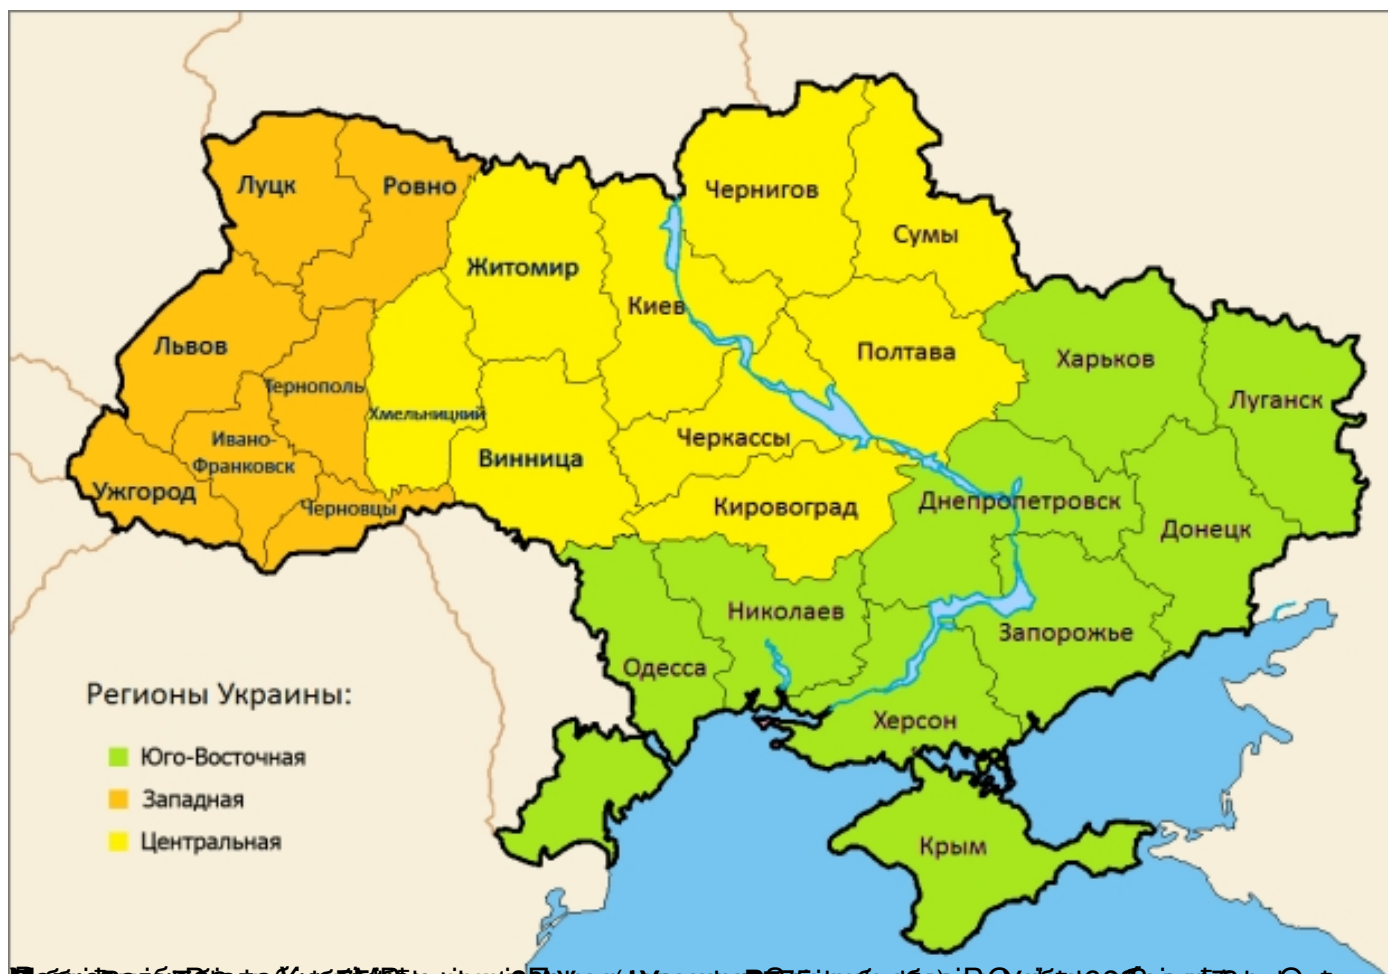 Луцк
Ровно
Чернигов
Сумы
Житомир
Киев
Львов
Тернополь
Полтава
Харьков
Луганск
Хмельницкий
Ивано-
Франковск
Черкассы
Винница
Ужгород
Черновцы
Кировоград
Днепропетровск
Донецк
Николаев
Запорожье
Одесса
Херсон
Крым
Регионы Украины:
Юго-Восточная
Западная
Центральная